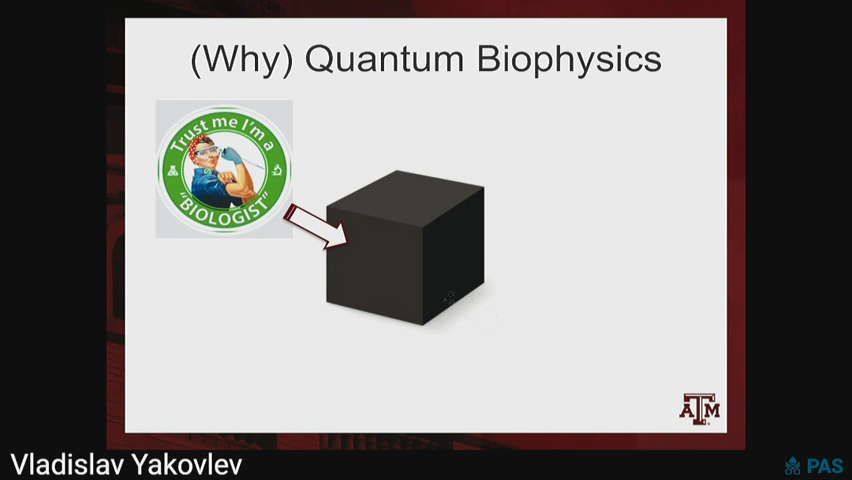 (Why) Quantum Biophysics
Trust me I'm a
"BIOLOGIST"
ATM
Vladislav Yakovlev
PAS